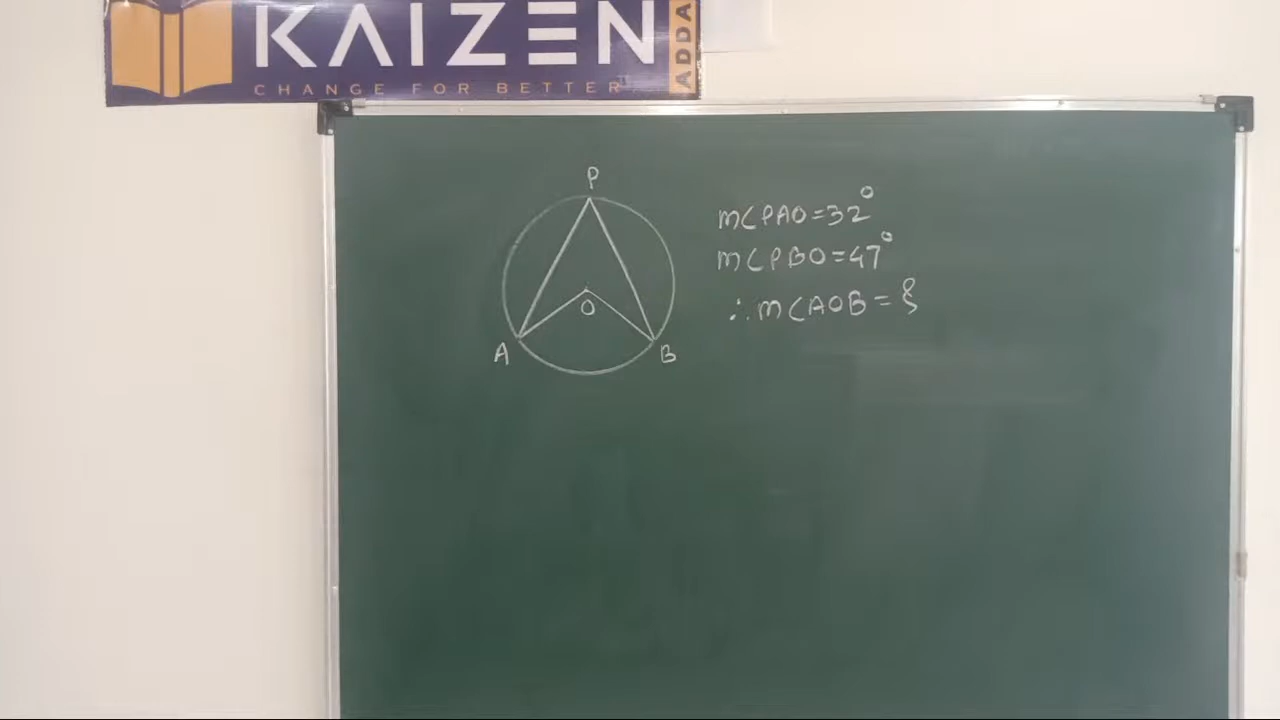 KAIZEN
ADDA
CHANGE FOR BETTER
P
O
A
B
m∠PAO=32°
m∠PBO=47°
∴m∠AOB=